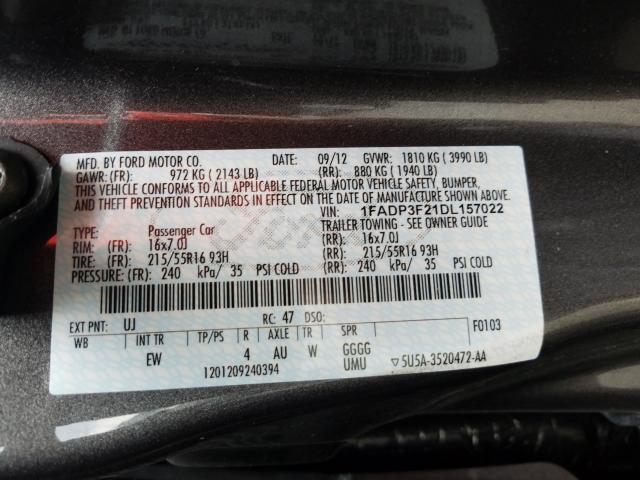 MFD. BY FORD MOTOR CO. DATE: 09/12 GVWR: 1810 KG ( 3990 LB)
GAWR: (FR): 972 KG ( 2143 LB) (RR): 880 KG ( 1940 LB)
THIS VEHICLE CONFORMS TO ALL APPLICABLE FEDERAL MOTOR VEHICLE SAFETY, BUMPER,
AND THEFT PREVENTION STANDARDS IN EFFECT ON THE DATE OF MANUFACTURE SHOWN ABOVE.
VIN: 1FADP3F21DL157022
TYPE: Passenger Car TRAILER TOWING - SEE OWNER GUIDE
RIM: (FR): 16x7.0J (RR): 16x7.0J
TIRE: (FR): 215/55R16 93H (RR): 215/55R16 93H
PRESSURE: (FR): 240 kPa/ 35 PSI COLD (RR): 240 kPa/ 35 PSI COLD
EXT PNT: UJ RC: 47 DSO: F0103
WB INT TR TP/PS R AXLE TR SPR
EW 4 AU W GGGG
UMU
1201209240394 ▽5U5A-3520472-AA